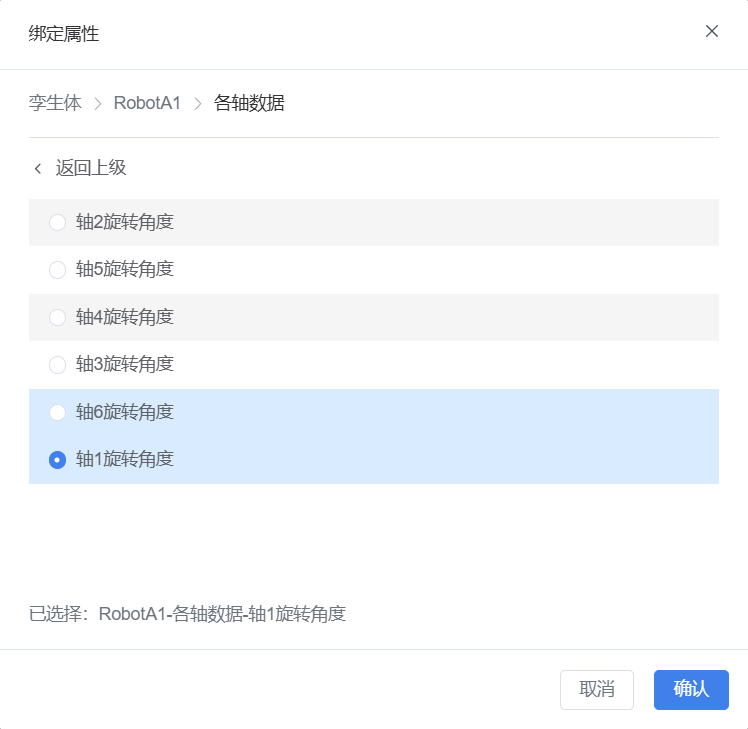 绑定属性
孪生体 > RobotA1 > 各轴数据
返回上级
轴2旋转角度
轴5旋转角度
轴4旋转角度
轴3旋转角度
轴6旋转角度
轴1旋转角度
已选择：RobotA1-各轴数据-轴1旋转角度
取消 确认